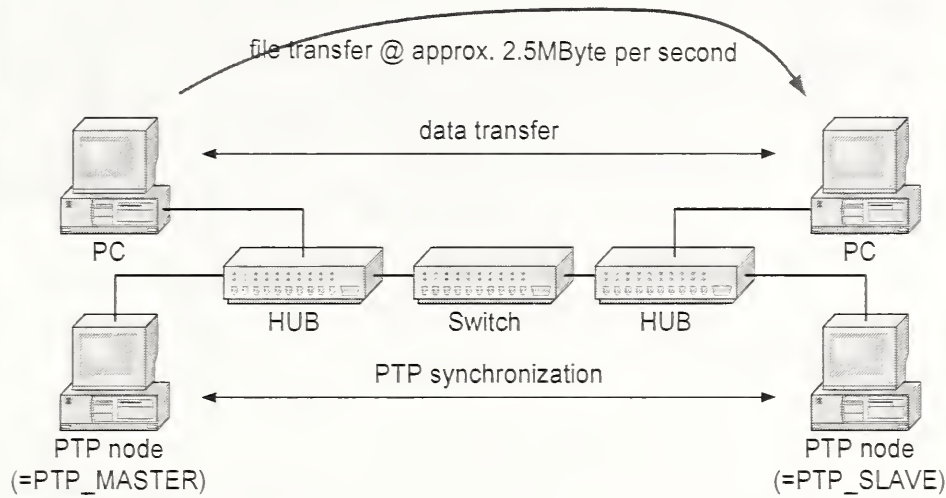 file transfer @ approx. 2.5MByte per second
data transfer
PC
PC
HUB
Switch
HUB
PTP synchronization
PTP node
(=PTP_MASTER)
PTP node
(=PTP_SLAVE)